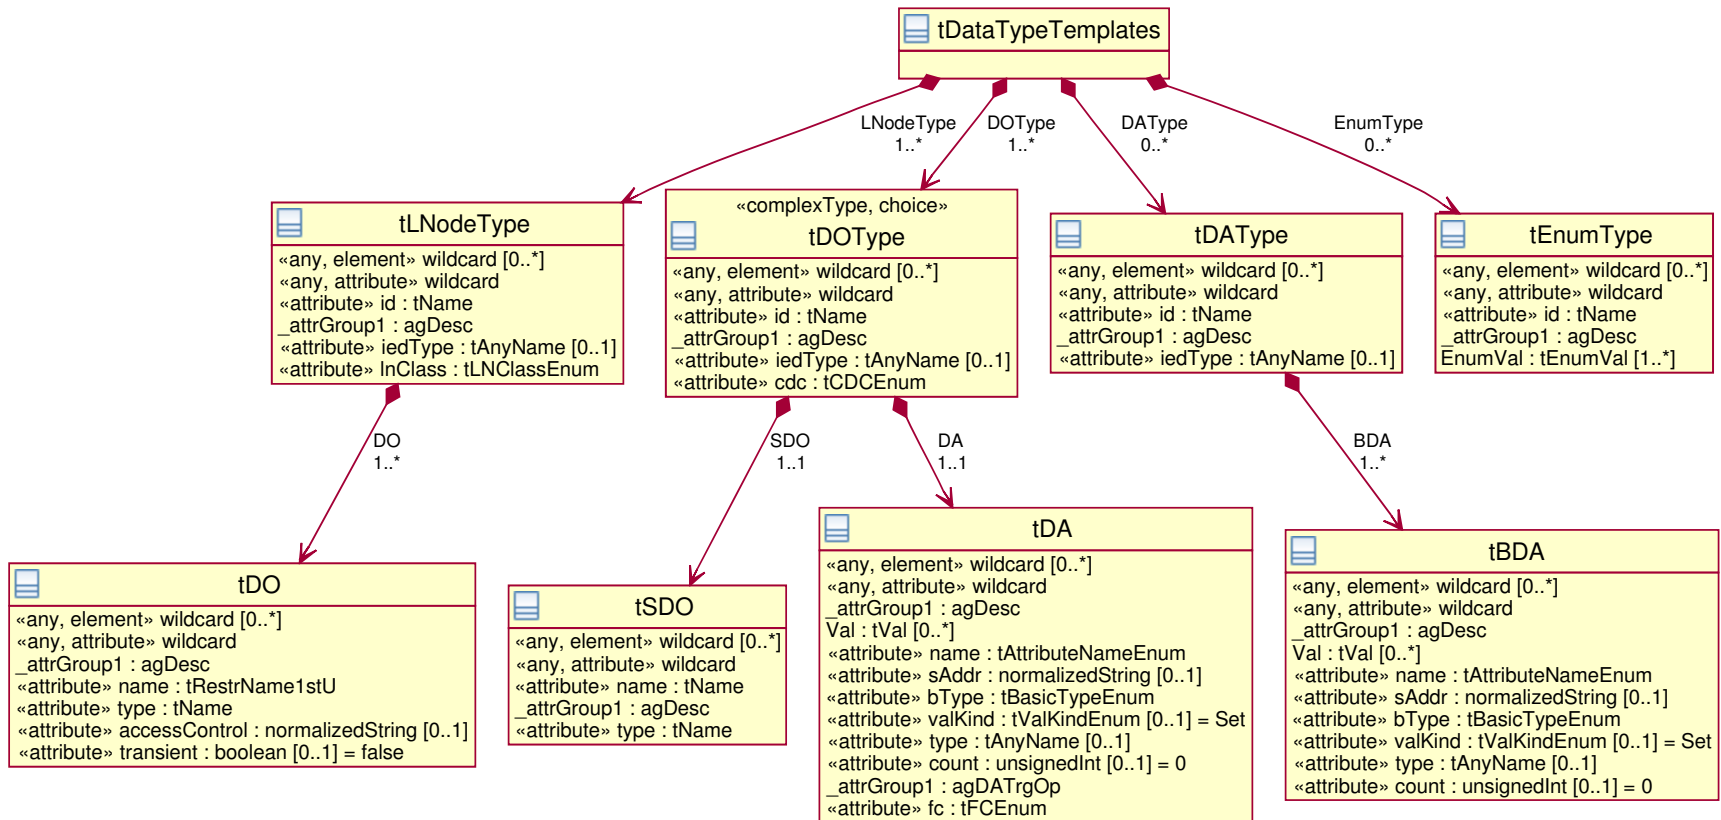 tDataTypeTemplates
LNodeType
1..*
DOType
1..*
DAType
0..*
EnumType
0..*
tLNodeType
«any, element» wildcard [0..*]
«any, attribute» wildcard
«attribute» id : tName
_attrGroup1 : agDesc
«attribute» iedType : tAnyName [0..1]
«attribute» lnClass : tLNClassEnum
«complexType, choice»
tDOType
«any, element» wildcard [0..*]
«any, attribute» wildcard
«attribute» id : tName
_attrGroup1 : agDesc
«attribute» iedType : tAnyName [0..1]
«attribute» cdc : tCDCEnum
tDAType
«any, element» wildcard [0..*]
«any, attribute» wildcard
«attribute» id : tName
_attrGroup1 : agDesc
«attribute» iedType : tAnyName [0..1]
tEnumType
«any, element» wildcard [0..*]
«any, attribute» wildcard
«attribute» id : tName
_attrGroup1 : agDesc
EnumVal : tEnumVal [1..*]
DO
1..*
SDO
1..1
DA
1..1
BDA
1..*
tDO
«any, element» wildcard [0..*]
«any, attribute» wildcard
_attrGroup1 : agDesc
«attribute» name : tRestrName1stU
«attribute» type : tName
«attribute» accessControl : normalizedString [0..1]
«attribute» transient : boolean [0..1] = false
tSDO
«any, element» wildcard [0..*]
«any, attribute» wildcard
«attribute» name : tName
_attrGroup1 : agDesc
«attribute» type : tName
tDA
«any, element» wildcard [0..*]
«any, attribute» wildcard
_attrGroup1 : agDesc
Val : tVal [0..*]
«attribute» name : tAttributeNameEnum
«attribute» sAddr : normalizedString [0..1]
«attribute» bType : tBasicTypeEnum
«attribute» valKind : tValKindEnum [0..1] = Set
«attribute» type : tAnyName [0..1]
«attribute» count : unsignedInt [0..1] = 0
_attrGroup1 : agDATrgOp
«attribute» fc : tFCEnum
tBDA
«any, element» wildcard [0..*]
«any, attribute» wildcard
_attrGroup1 : agDesc
Val : tVal [0..*]
«attribute» name : tAttributeNameEnum
«attribute» sAddr : normalizedString [0..1]
«attribute» bType : tBasicTypeEnum
«attribute» valKind : tValKindEnum [0..1] = Set
«attribute» type : tAnyName [0..1]
«attribute» count : unsignedInt [0..1] = 0